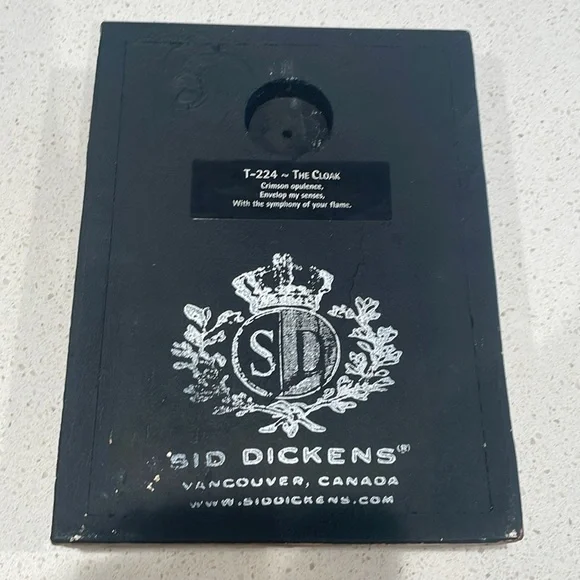 T-224 ~ THE CLOAK
Crimson opulence,
Envelop my senses,
With the symphony of your flame.
SD
SID DICKENS®
VANCOUVER, CANADA
WWW.SIDDICKENS.COM